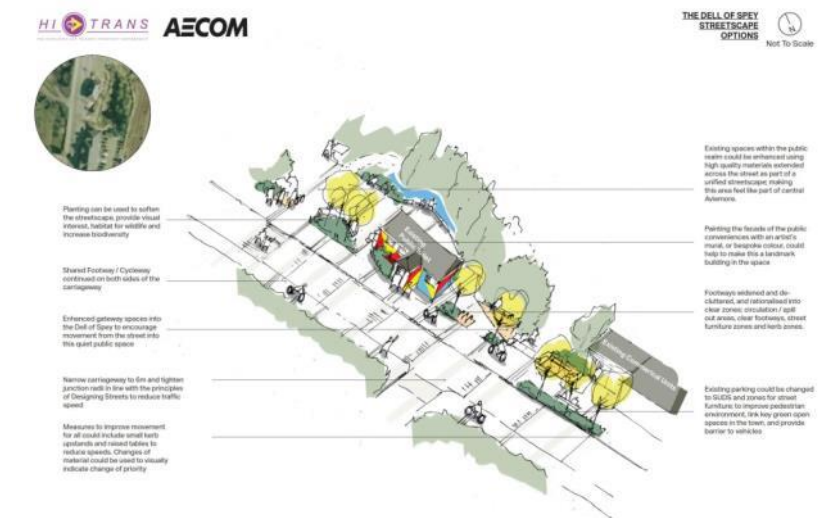 HI TRANS
AECOM
THE DELL OF SPEY
STREETSCAPE
OPTIONS
N
Not To Scale
Planting can be used to soften
the streetscape, provide visual
interest, habitat for wildlife and
increase biodiversity
Shared Footway / Cycleway
continued on both sides of the
carriageway
Enhanced gateway spaces into
the Dell of Spey to encourage
movement from the street into
this quiet public space
Narrow carriageway to 6m and tighten
junction radii in line with the principles
of Designing Streets to reduce traffic
speed
Measures to improve movement
for all could include small kerb
upstands and raised tables to
reduce speeds. Changes of
material could be used to visually
indicate change of priority
Existing
Public
Existing Commercial Units
Existing spaces within the public
realm could be enhanced using
high quality materials extended
across the street as part of a
unified streetscape; making
this area feel like part of central
Aviemore.
Painting the facade of the public
conveniences with an artist's
mural, or bespoke colour, could
help to make this a landmark
building in the space
Footways widened and de-
cluttered, and rationalised into
clear zones: circulation / spill
out areas, clear footways, street
furniture zones and kerb zones.
Existing parking could be changed
to SUDS and zones for street
furniture; to improve pedestrian
environment, link key green open
spaces in the town, and provide
barrier to vehicles